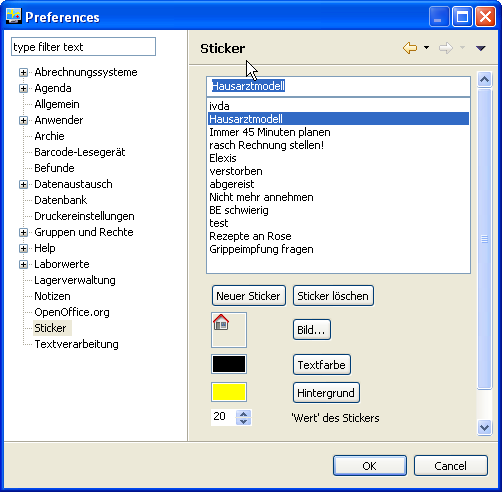 Preferences
type filter text
Abrechnungssysteme
Agenda
Allgemein
Anwender
Archie
Barcode-Lesegerät
Befunde
Datenaustausch
Datenbank
Druckereinstellungen
Gruppen und Rechte
Help
Laborwerte
Lagerverwaltung
Notizen
OpenOffice.org
Sticker
Textverarbeitung
Sticker
Hausarztmodell
ivda
Hausarztmodell
Immer 45 Minuten planen
rasch Rechnung stellen!
Elexis
verstorben
abgereist
Nicht mehr annehmen
BE schwierig
test
Rezepte an Rose
Grippeimpfung fragen
Neuer Sticker Sticker löschen
Bild...
Textfarbe
Hintergrund
20 'Wert' des Stickers
OK Cancel